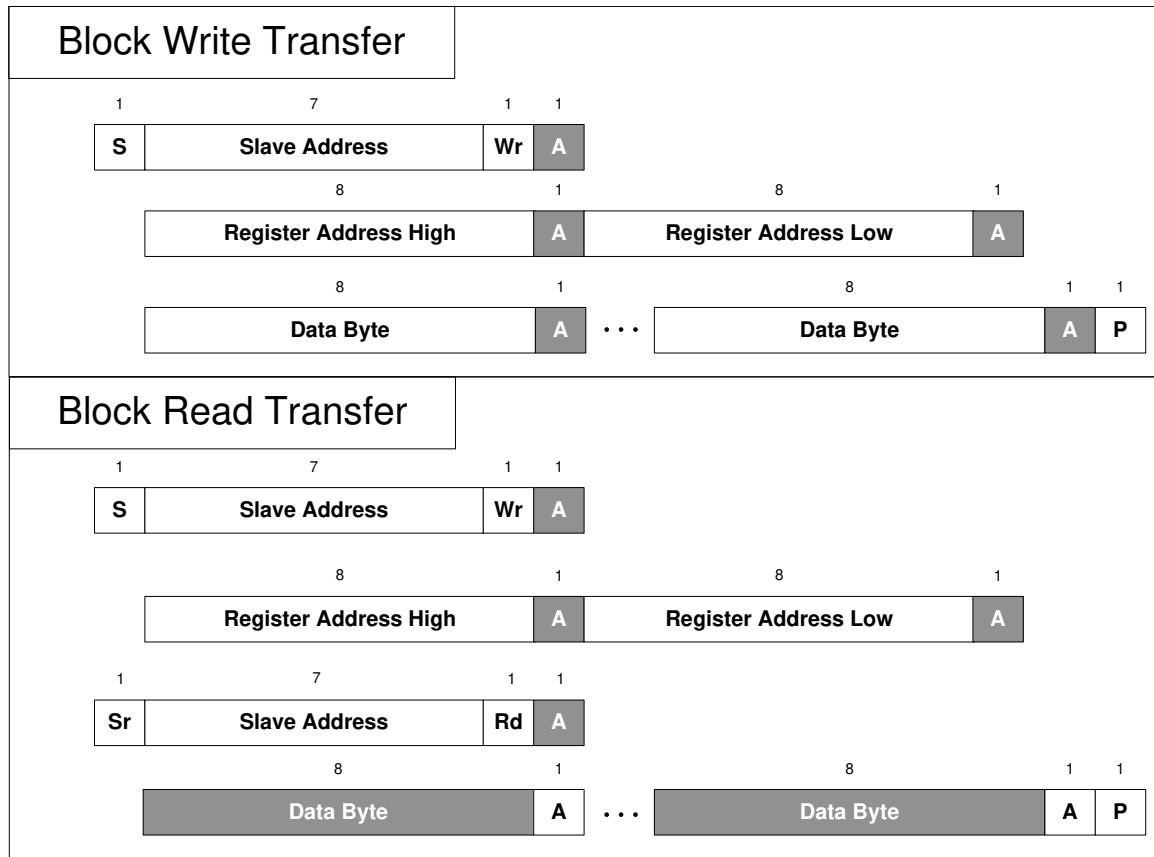 Block Write Transfer
1 7 1 1
S Slave Address Wr A
8 1 8 1
Register Address High A Register Address Low A
8 1 8 1 1
Data Byte A ... Data Byte A P
Block Read Transfer
1 7 1 1
S Slave Address Wr A
8 1 8 1
Register Address High A Register Address Low A
1 7 1 1
Sr Slave Address Rd A
8 1 8 1 1
Data Byte A ... Data Byte A P